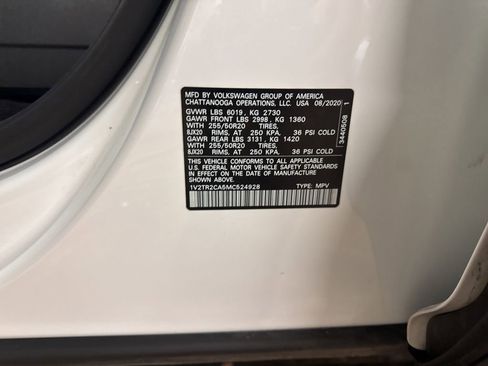 MFD BY VOLKSWAGEN GROUP OF AMERICA
CHATTANOOGA OPERATIONS, LLC. USA 08/2020
GVWR LBS 6019, KG 2730
GAWR FRONT LBS 2998, KG 1360
WITH 255/50R20 TIRES,
8JX20 RIMS, AT 250 KPA, 36 PSI COLD
GAWR REAR LBS 3131, KG 1420
WITH 255/50R20 TIRES,
8JX20 RIMS, AT 250 KPA, 36 PSI COLD
THIS VEHICLE CONFORMS TO ALL APPLICABLE
U.S. FEDERAL MOTOR VEHICLE SAFETY STANDARDS
IN EFFECT ON THE DATE OF
MANUFACTURE SHOWN ABOVE
1V2TR2CA5MC524928 TYPE: MPV
3440508 1